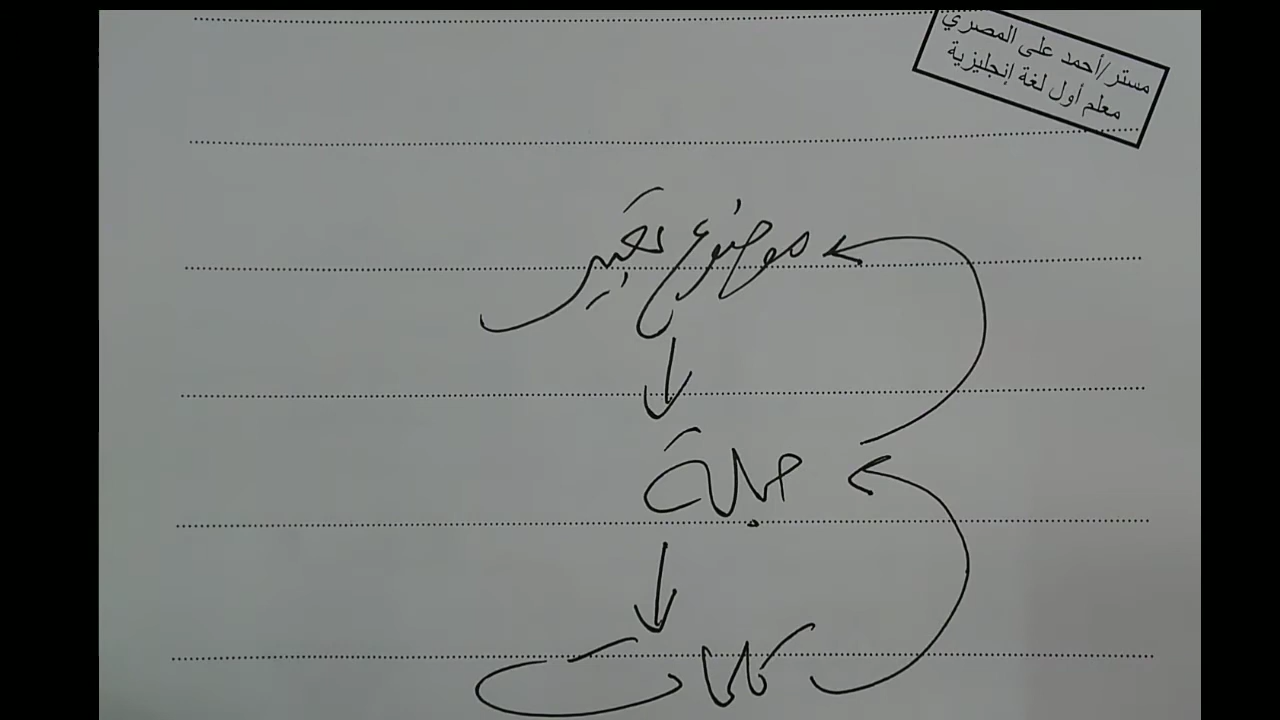 مستر/أحمد على المصري
معلم أول لغة إنجليزية
موضوع تعبير
جملة
كلمات